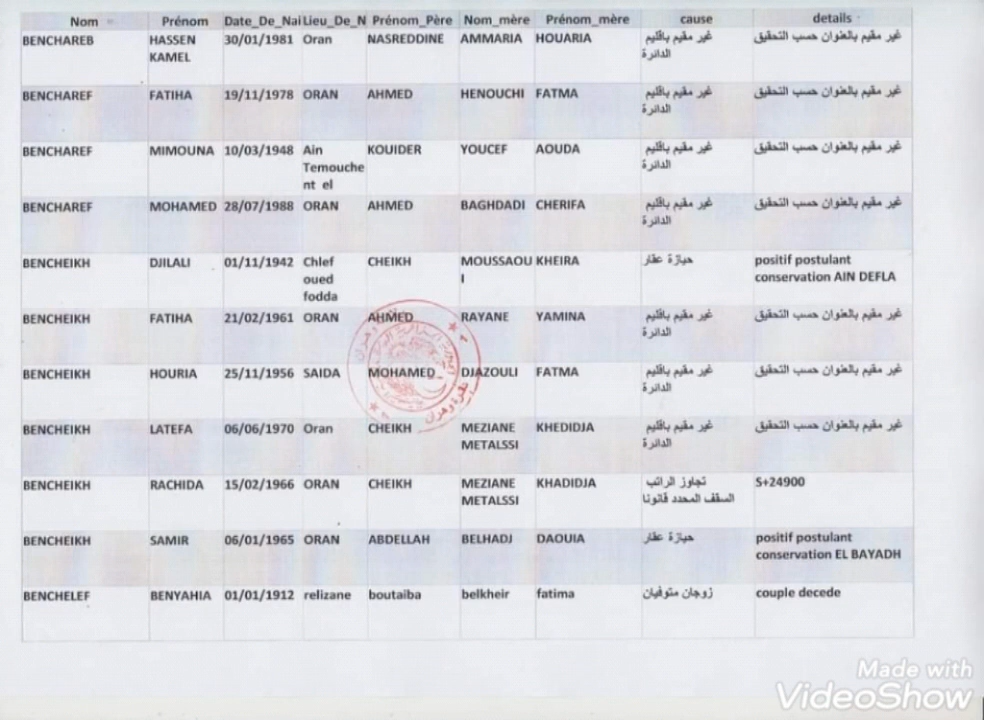 Nom Prénom Date_De_Nai Lieu_De_N Prénom_Père Nom_mère Prénom_mère cause details
BENCHAREB HASSEN 30/01/1981 Oran NASREDDINE AMMARIA HOUARIA غير مقيم باقليم غير مقيم بالعنوان حسب التحقيق
KAMEL الدائرة
BENCHAREF FATIHA 19/11/1978 ORAN AHMED HENOUCHI FATMA غير مقيم باقليم غير مقيم بالعنوان حسب التحقيق
الدائرة
BENCHAREF MIMOUNA 10/03/1948 Ain KOUIDER YOUCEF AOUDA غير مقيم باقليم غير مقيم بالعنوان حسب التحقيق
Temouche الدائرة
nt el
BENCHAREF MOHAMED 28/07/1988 ORAN AHMED BAGHDADI CHERIFA غير مقيم باقليم غير مقيم بالعنوان حسب التحقيق
الدائرة
BENCHEIKH DJILALI 01/11/1942 Chlef CHEIKH MOUSSAOU KHEIRA حيازة عقار positif postulant
oued I conservation AIN DEFLA
fodda
BENCHEIKH FATIHA 21/02/1961 ORAN AHMED RAYANE YAMINA غير مقيم باقليم غير مقيم بالعنوان حسب التحقيق
الدائرة
BENCHEIKH HOURIA 25/11/1956 SAIDA MOHAMED DJAZOULI FATMA غير مقيم باقليم غير مقيم بالعنوان حسب التحقيق
الدائرة
BENCHEIKH LATEFA 06/06/1970 Oran CHEIKH MEZIANE KHEDIDJA غير مقيم باقليم غير مقيم بالعنوان حسب التحقيق
METALSSI الدائرة
BENCHEIKH RACHIDA 15/02/1966 ORAN CHEIKH MEZIANE KHADIDJA تجاوز الراتب S+24900
METALSSI السقف المحدد قانونا
BENCHEIKH SAMIR 06/01/1965 ORAN ABDELLAH BELHADJ DAOUIA حيازة عقار positif postulant
conservation EL BAYADH
BENCHELEF BENYAHIA 01/01/1912 relizane boutaiba belkheir fatima زوجان متوفيان couple decede
Made with
VideoShow